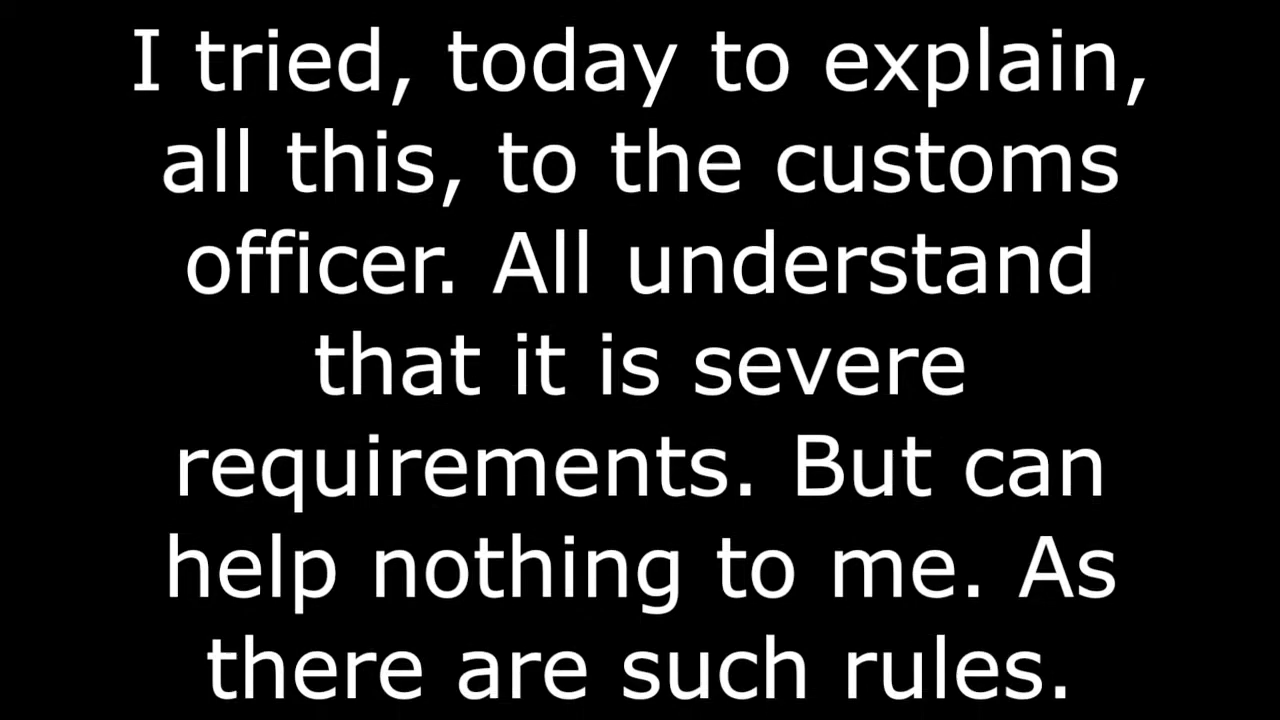 I tried, today to explain,
all this, to the customs
officer. All understand
that it is severe
requirements. But can
help nothing to me. As
there are such rules.